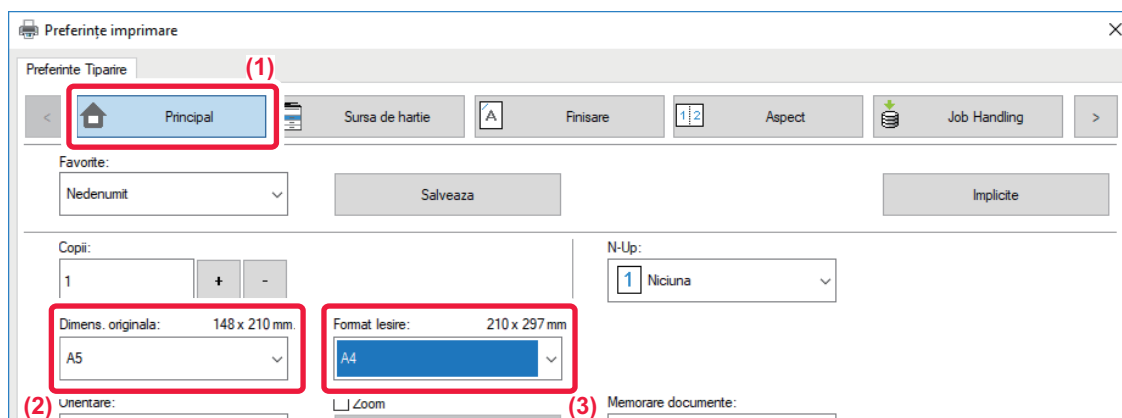 Preferințe imprimare
Preferinte Tiparire
(1)
< Principal Sursa de hartie A Finisare 1 2 Aspect Job Handling >
Favorite:
Nedenumit Salveaza Implicite
Copii: N-Up:
1 + - 1 Niciuna
Dimens. originala: 148 x 210 mm. Format Iesire: 210 x 297 mm
A5 A4
(2) Orientare: Zoom (3) Memorare documente: